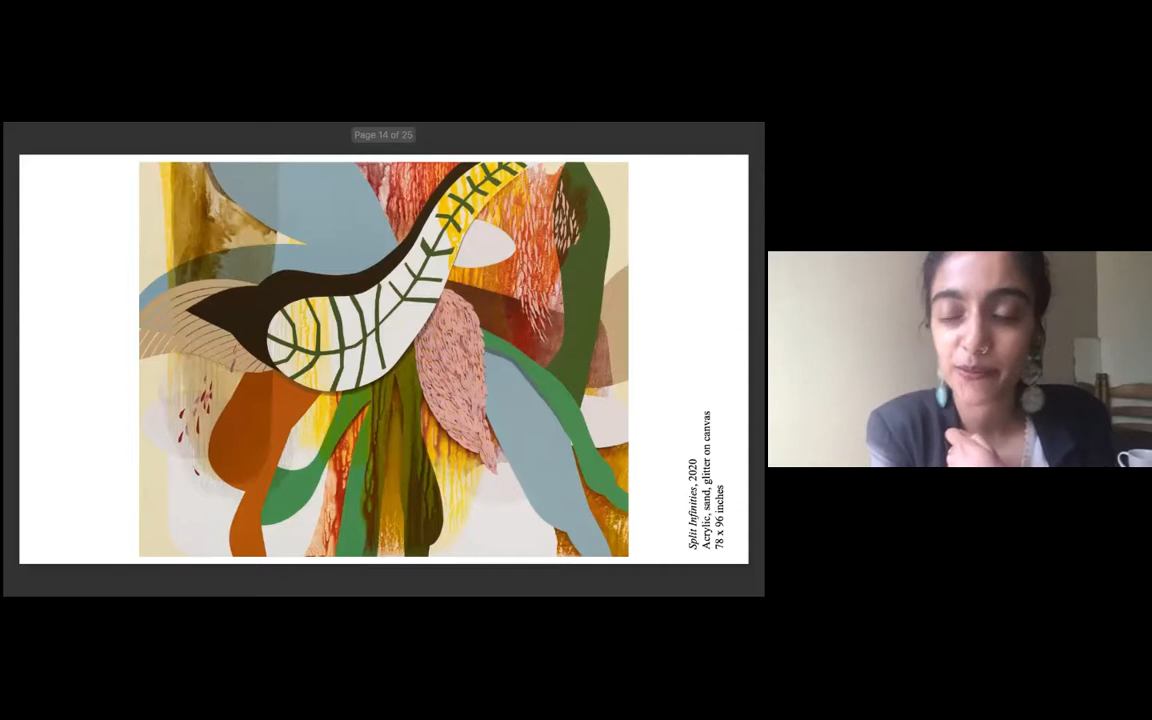 Page 14 of 25
Split Infinities, 2020
Acrylic, sand, glitter on canvas
78 x 96 inches